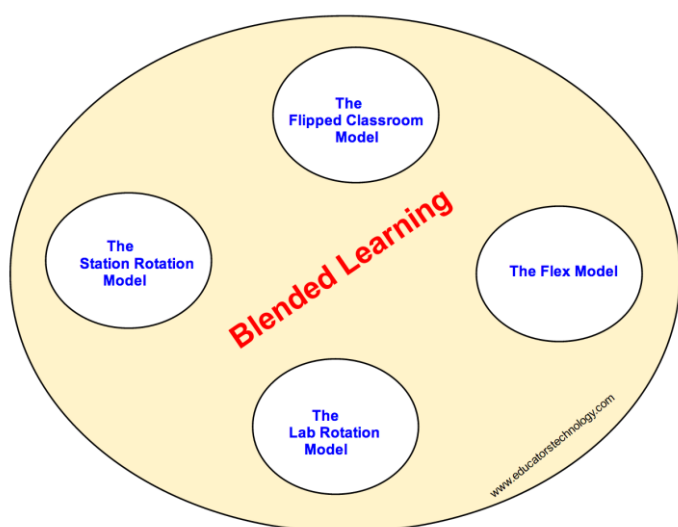 The
Flipped Classroom
Model
The
Station Rotation
Model
Blended Learning
The Flex Model
The
Lab Rotation
Model
www.educatorstechnology.com